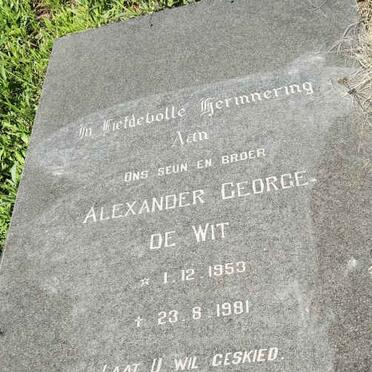 In Liefdevolle Herinnering
Aan
ONS SEUN EN BROER
ALEXANDER GEORGE
DE WIT
* 1.12.1953
† 23.8.1981
LAAT U WIL GESKIED.